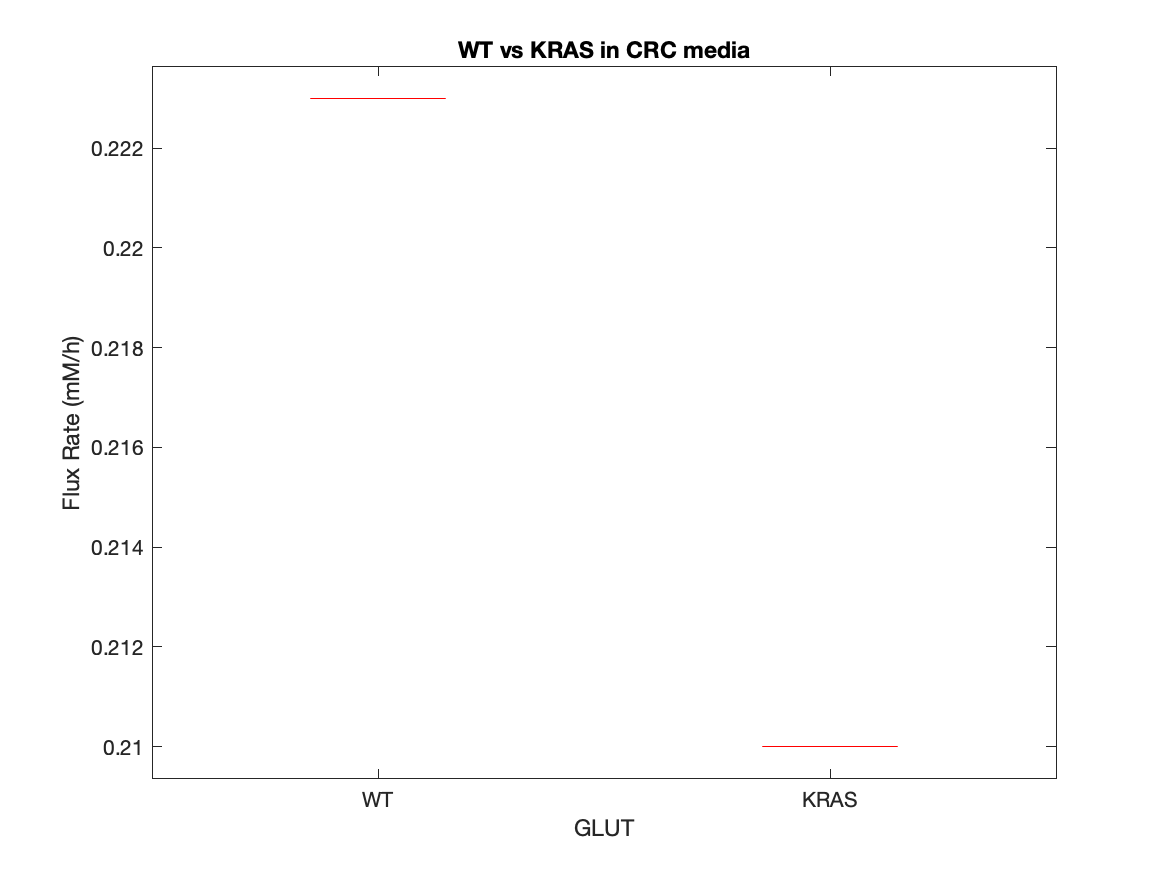 WT vs KRAS in CRC media
0.222
0.22
0.218
0.216
0.214
0.212
0.21
Flux Rate (mM/h)
WT
KRAS
GLUT